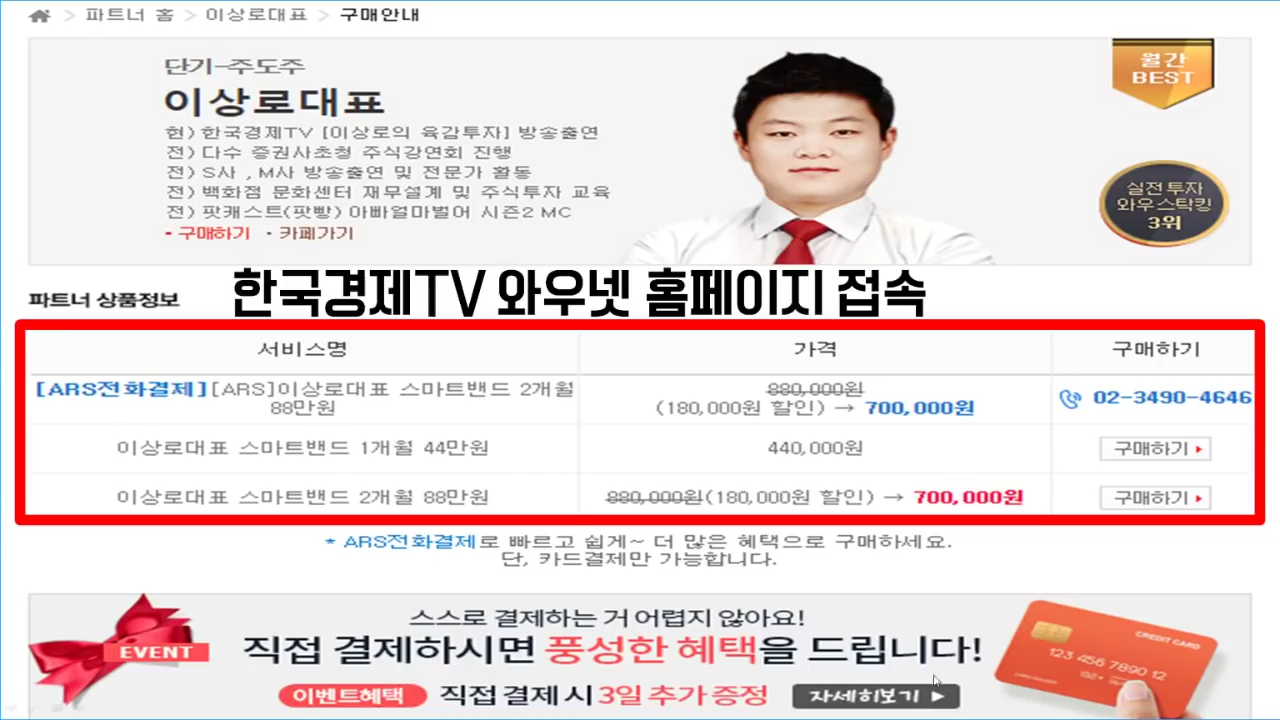 파트너 홈 > 이상로대표 > 구매안내
단기-주도주
이상로대표
현) 한국경제TV [이상로의 육감투자] 방송출연
전) 다수 증권사초청 주식강연회 진행
전) S사 , M사 방송출연 및 전문가 활동
전) 백화점 문화센터 재무설계 및 주식투자 교육
전) 팟캐스트(팟빵) 아빠얼마벌어 시즌2 MC
• 구매하기 • 카페가기
월간
BEST
실전투자
와우스탁킹
3위
파트너 상품정보
한국경제TV 와우넷 홈페이지 접속
서비스명 가격 구매하기
[ARS전화결제][ARS]이상로대표 스마트밴드 2개월
88만원
880,000원
(180,000원 할인) → 700,000원
02-3490-4646
이상로대표 스마트밴드 1개월 44만원 440,000원 구매하기
이상로대표 스마트밴드 2개월 88만원 880,000원(180,000원 할인) → 700,000원 구매하기
* ARS전화결제로 빠르고 쉽게~ 더 많은 혜택으로 구매하세요.
단, 카드결제만 가능합니다.
EVENT
스스로 결제하는 거 어렵지 않아요!
직접 결제하시면 풍성한 혜택을 드립니다!
이벤트혜택 직접 결제 시 3일 추가 증정 자세히보기 ▶
CREDIT CARD
123 456 7890 12